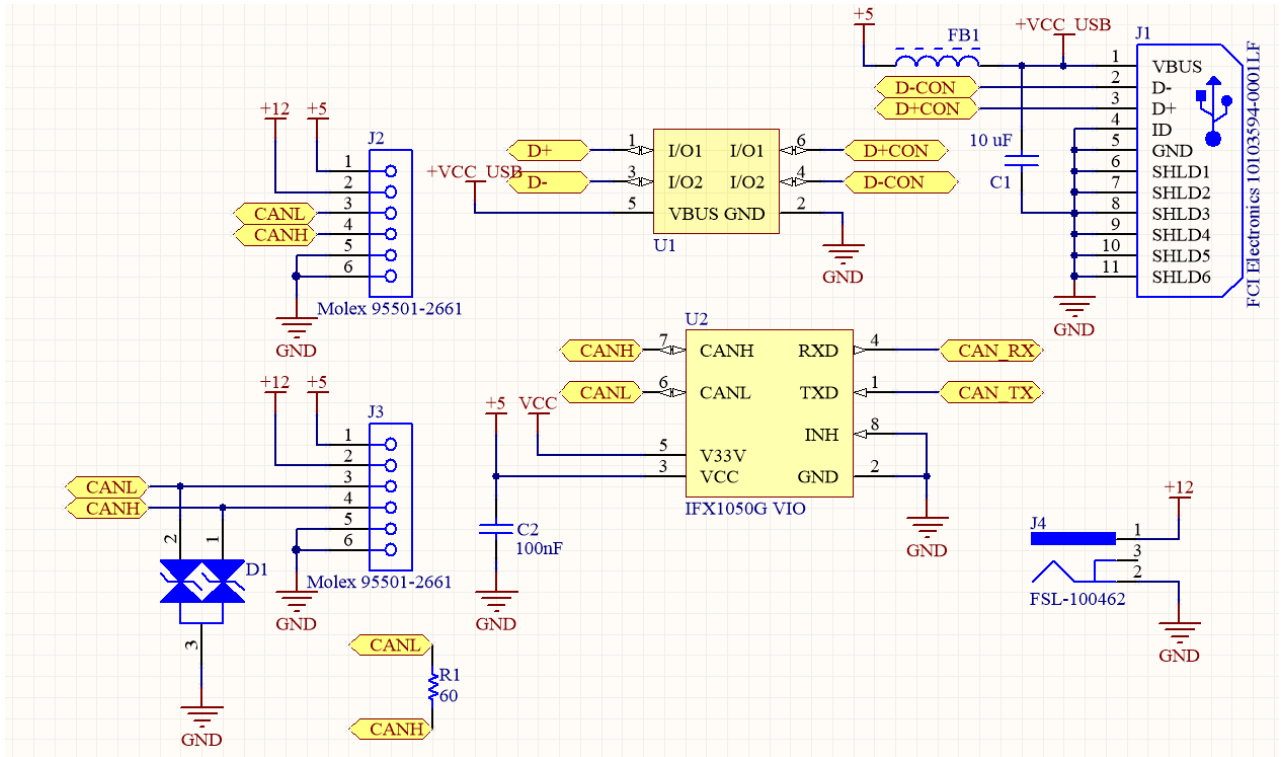 +5
FB1
+VCC_USB
J1
D-CON
D+CON
10 uF
C1
1 VBUS
2 D-
3 D+
4 ID
5 GND
6 SHLD1
7 SHLD2
8 SHLD3
9 SHLD4
10 SHLD5
11 SHLD6
FCI Electronics 10103594-0001LF
GND
+12
+5
J2
1
2
CANL 3
CANH 4
5
6
Molex 95501-2661
GND
D+ 1 I/O1 I/O1 6 D+CON
D- 3 I/O2 I/O2 4 D-CON
+VCC_USB
5 VBUS GND 2
U1
GND
U2
CANH 7 CANH RXD 4 CAN_RX
CANL 6 CANL TXD 1 CAN_TX
INH 8
+5
VCC
5 V33V
3 VCC GND 2
IFX1050G VIO
C2
100nF
GND
GND
+12
+5
J3
1
2
CANL 3
CANH 4
5
6
Molex 95501-2661
GND
2
1
D1
3
GND
CANL
R1
60
CANH
+12
J4
1
3
2
FSL-100462
GND